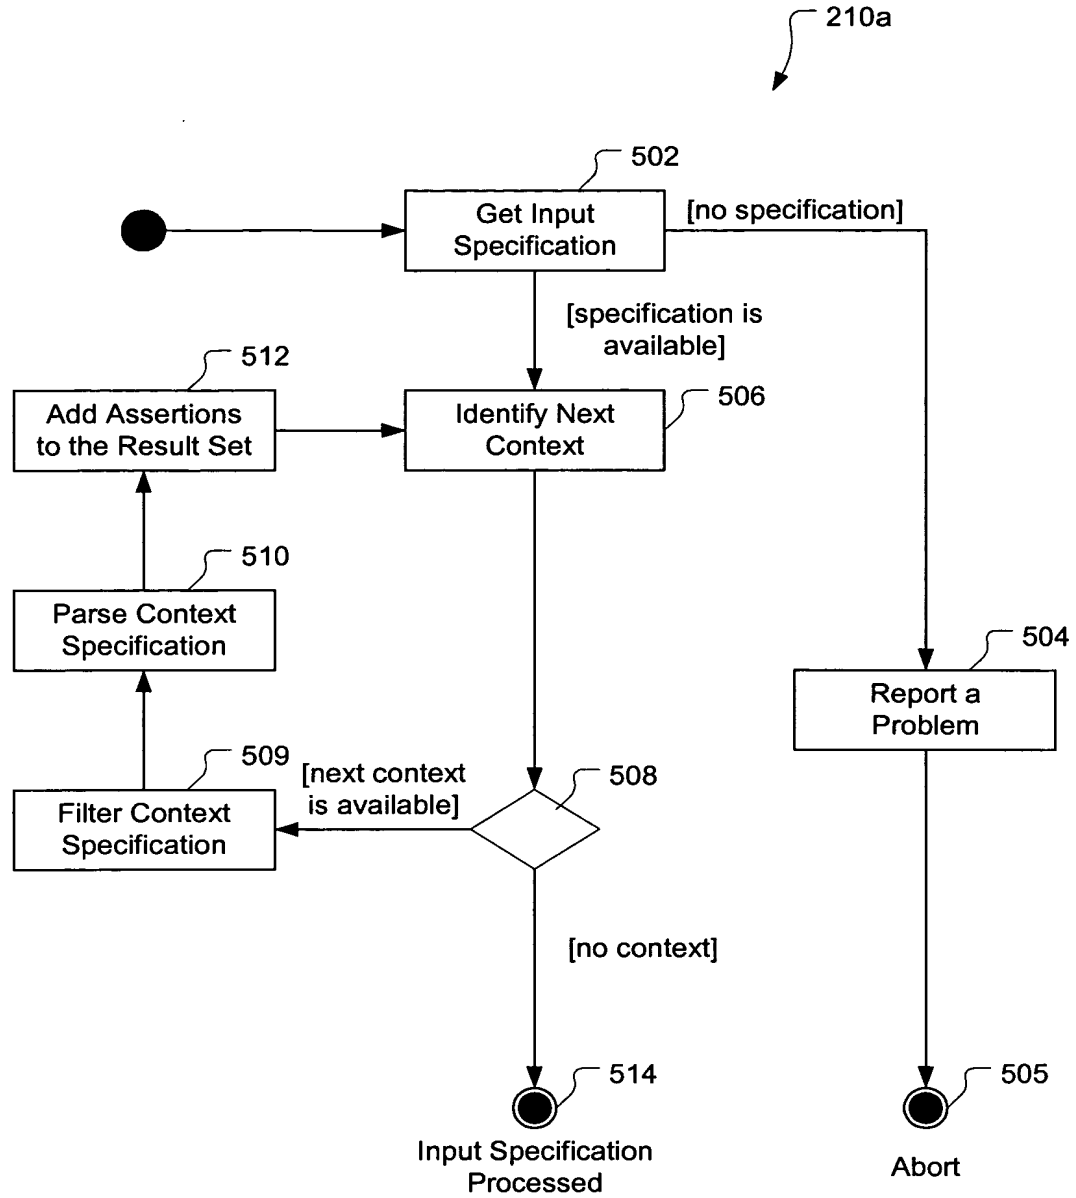 210a
502
Get Input
Specification
[no specification]
[specification is
available]
512
Add Assertions
to the Result Set
506
Identify Next
Context
510
Parse Context
Specification
504
Report a
Problem
509
Filter Context
Specification
[next context
is available]
508
[no context]
514
Input Specification
Processed
505
Abort